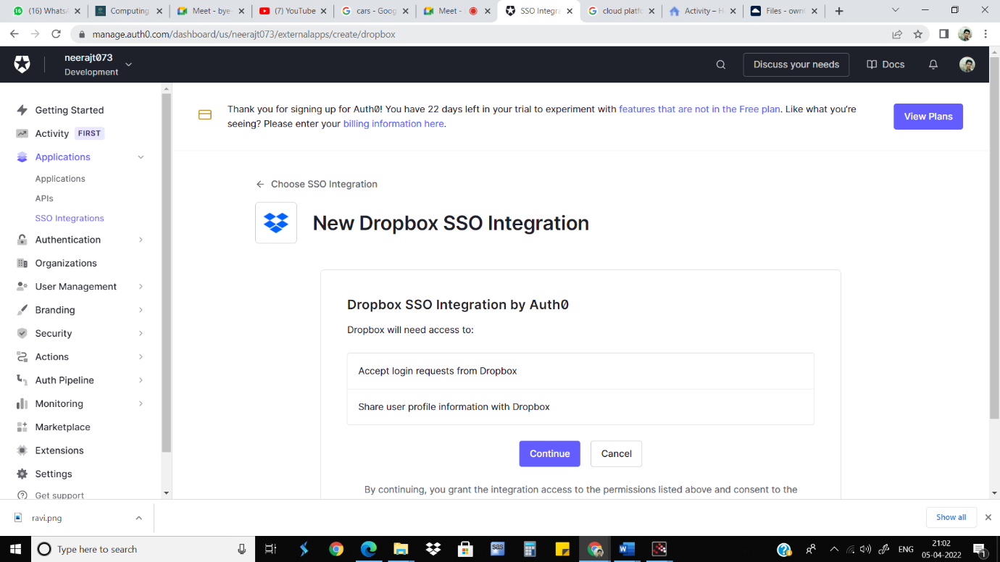 (16) Whats
Computing
Meet - bye-
(7) YouTube
cars - Goog
Meet -
SSO Integra
cloud platfo
Activity – H
Files - own
manage.auth0.com/dashboard/us/neerajt073/externalapps/create/dropbox
neerajt073
Development
Discuss your needs
Docs
Getting Started
Activity FIRST
Applications
Applications
APIs
SSO Integrations
Authentication
Organizations
User Management
Branding
Security
Actions
Auth Pipeline
Monitoring
Marketplace
Extensions
Settings
Get support
Thank you for signing up for Auth0! You have 22 days left in your trial to experiment with features that are not in the Free plan. Like what you're
seeing? Please enter your billing information here.
View Plans
Choose SSO Integration
New Dropbox SSO Integration
Dropbox SSO Integration by Auth0
Dropbox will need access to:
Accept login requests from Dropbox
Share user profile information with Dropbox
Continue
Cancel
By continuing, you grant the integration access to the permissions listed above and consent to the
ravi.png
Show all
Type here to search
sas
ENG
21:02
05-04-2022
1